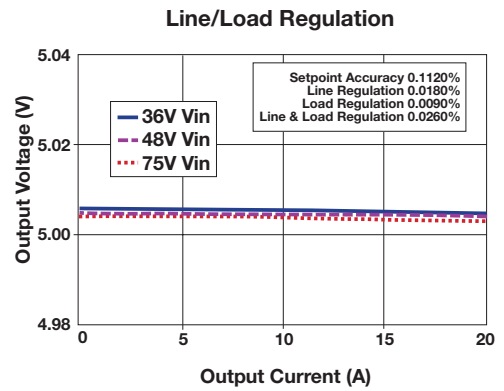 Line/Load Regulation
5.04
5.02
5.00
4.98
Output Voltage (V)
Setpoint Accuracy 0.1120%
Line Regulation 0.0180%
Load Regulation 0.0090%
Line & Load Regulation 0.0260%
36V Vin
48V Vin
75V Vin
0 5 10 15 20
Output Current (A)